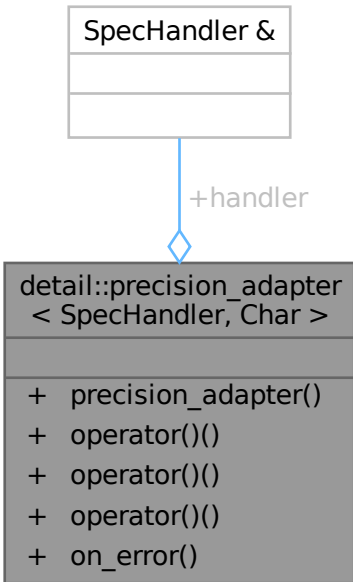 SpecHandler &
+handler
detail::precision_adapter
< SpecHandler, Char >
+ precision_adapter()
+ operator()()
+ operator()()
+ operator()()
+ on_error()